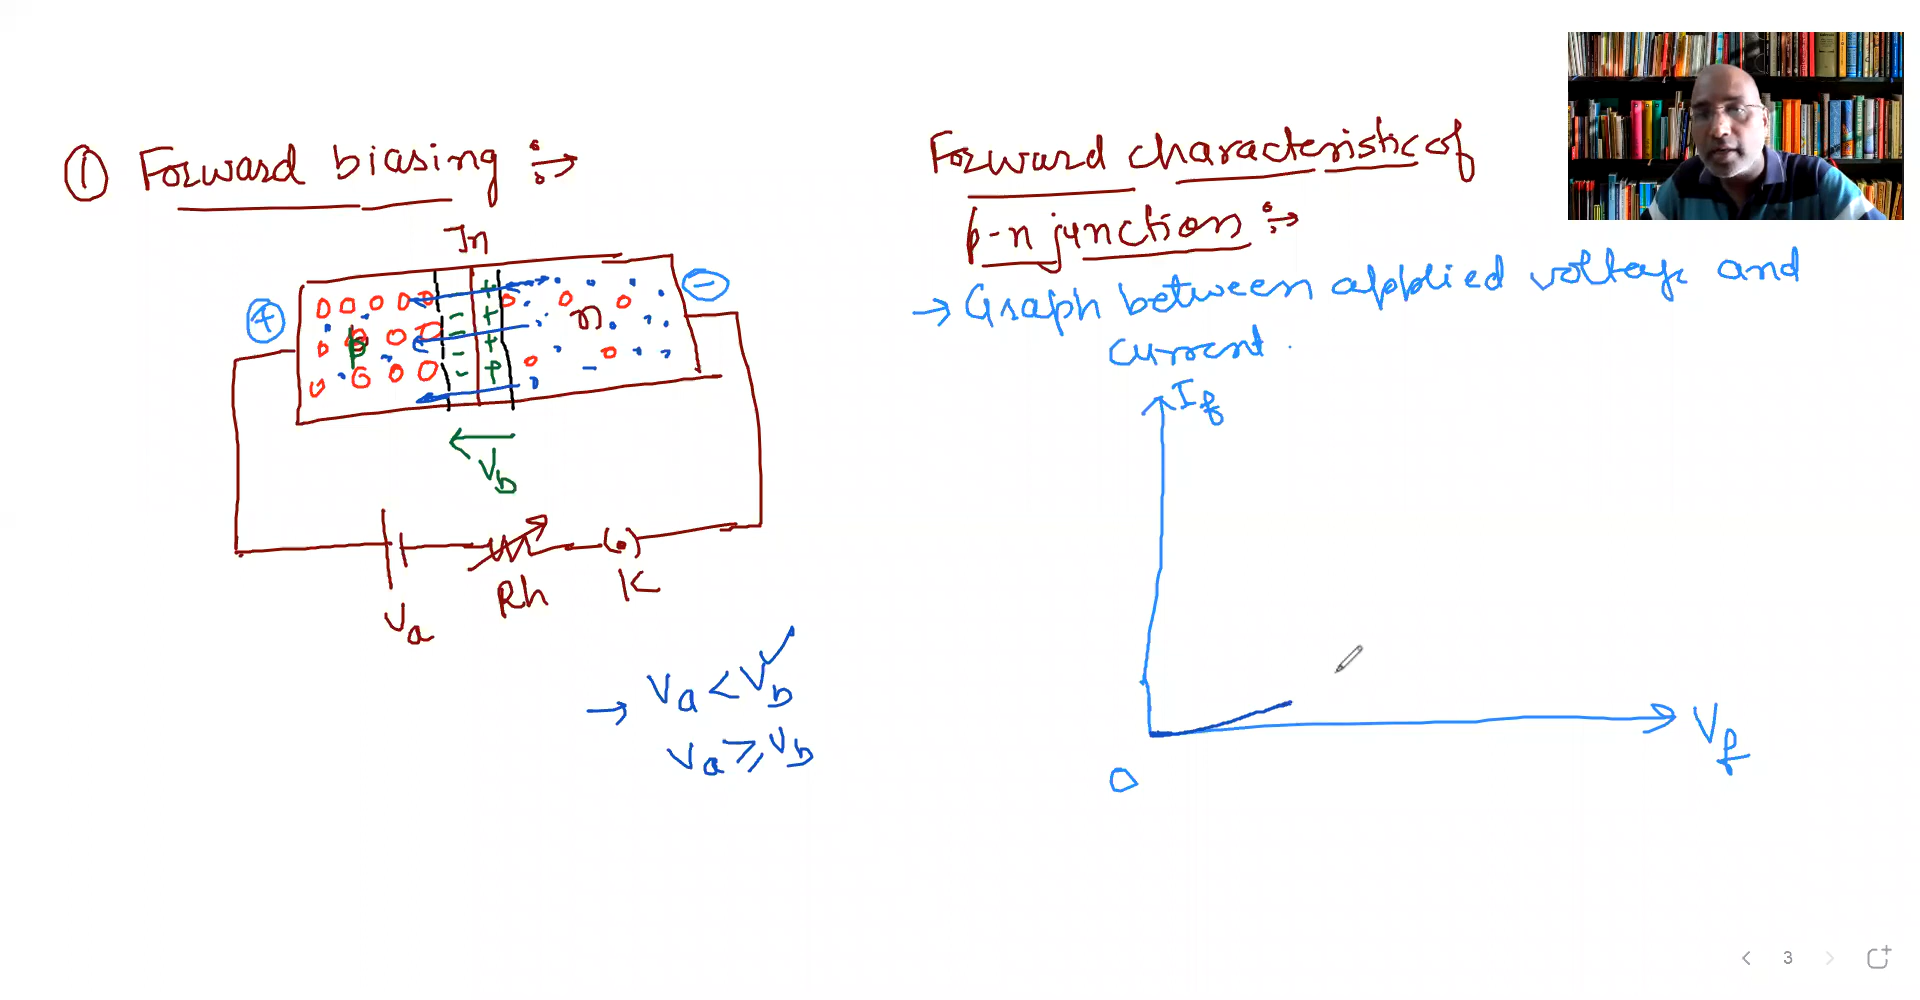 ① Forward biasing :→
Jn
+ -
p n
- +
- +
- +
- +
Vb
Va Rh K
→ Va < Vb ✓
Va ⩾ Vb
Forward characteristic of
p-n junction :→
→ Graph between applied voltage and
current.
If
O
Vf
3